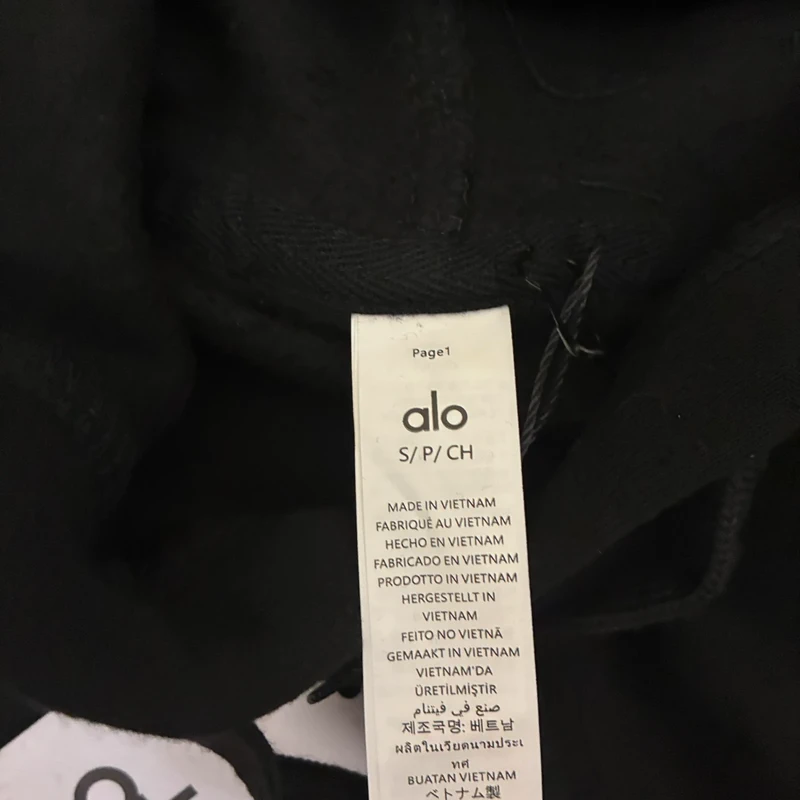 Page1
alo
S/ P/ CH
MADE IN VIETNAM
FABRIQUÉ AU VIETNAM
HECHO EN VIETNAM
FABRICADO EN VIETNAM
PRODOTTO IN VIETNAM
HERGESTELLT IN
VIETNAM
FEITO NO VIETNÃ
GEMAAKT IN VIETNAM
VIETNAM'DA
ÜRETİLMİŞTİR
صنع في فيتنام
제조국명: 베트남
ผลิตในเวียดนามประเ
ทศ
BUATAN VIETNAM
ベトナム製